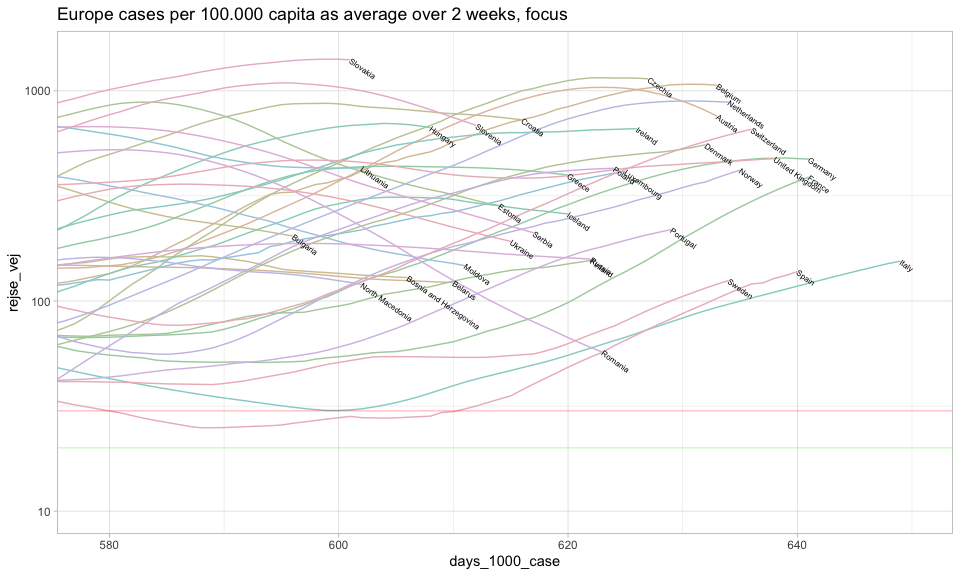 Europe cases per 100.000 capita as average over 2 weeks, focus
rejse_vej
1000
100
10
Slovakia
Czechia
Belgium
Netherlands
Austria
Switzerland
Croatia
Slovenia
Hungary
Ireland
Denmark
Germany
United Kingdom
France
Norway
Lithuania
Greece
Poland
Luxembourg
Estonia
Iceland
Serbia
Ukraine
Portugal
Bulgaria
Moldova
Russia
Belarus
Bosnia and Herzegovina
North Macedonia
Sweden
Spain
Italy
Romania
580
600
620
640
days_1000_case